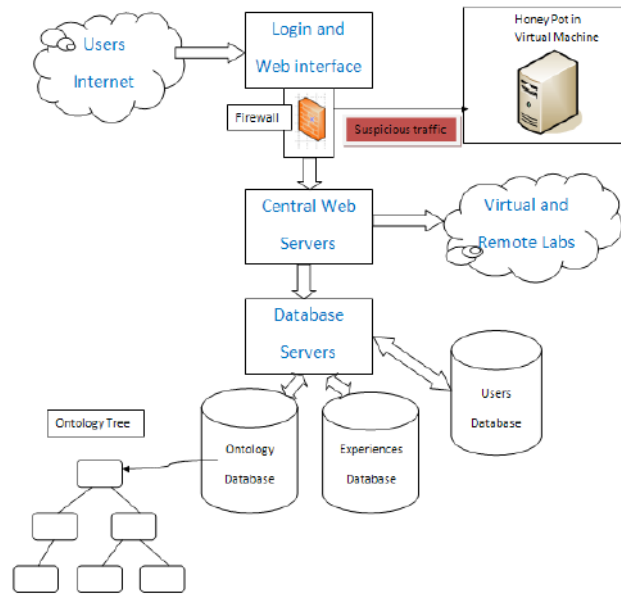 Users
Internet
Login and
Web interface
Honey Pot in
Virtual Machine
Firewall
Suspicious traffic
Central Web
Servers
Virtual and
Remote Labs
Database
Servers
Users
Database
Ontology Tree
Ontology
Database
Experiences
Database